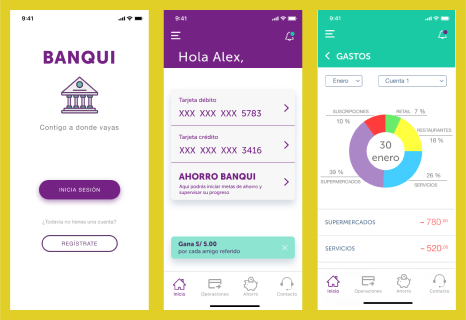 9:41
BANQUI
Contigo a donde vayas
INICIA SESIÓN
¿Todavía no tienes una cuenta?
REGÍSTRATE
9:41
Hola Alex,
Tarjeta débito
XXX XXX XXX 5783
Tarjeta crédito
XXX XXX XXX 3416
AHORRO BANQUI
Aquí podrás iniciar metas de ahorro y
supervisar su progreso
Gana S/ 5.00
por cada amigo referido
Inicio
Operaciones
Ahorro
Contacto
9:41
GASTOS
Enero
Cuenta 1
SUSCRIPCIONES
10 %
RETAIL 7 %
RESTAURANTES
18 %
30
enero
39 %
SUPERMERCADOS
26 %
SERVICIOS
SUPERMERCADOS
- 780.
SERVICIOS
- 520.
Inicio
Operaciones
Ahorro
Contacto